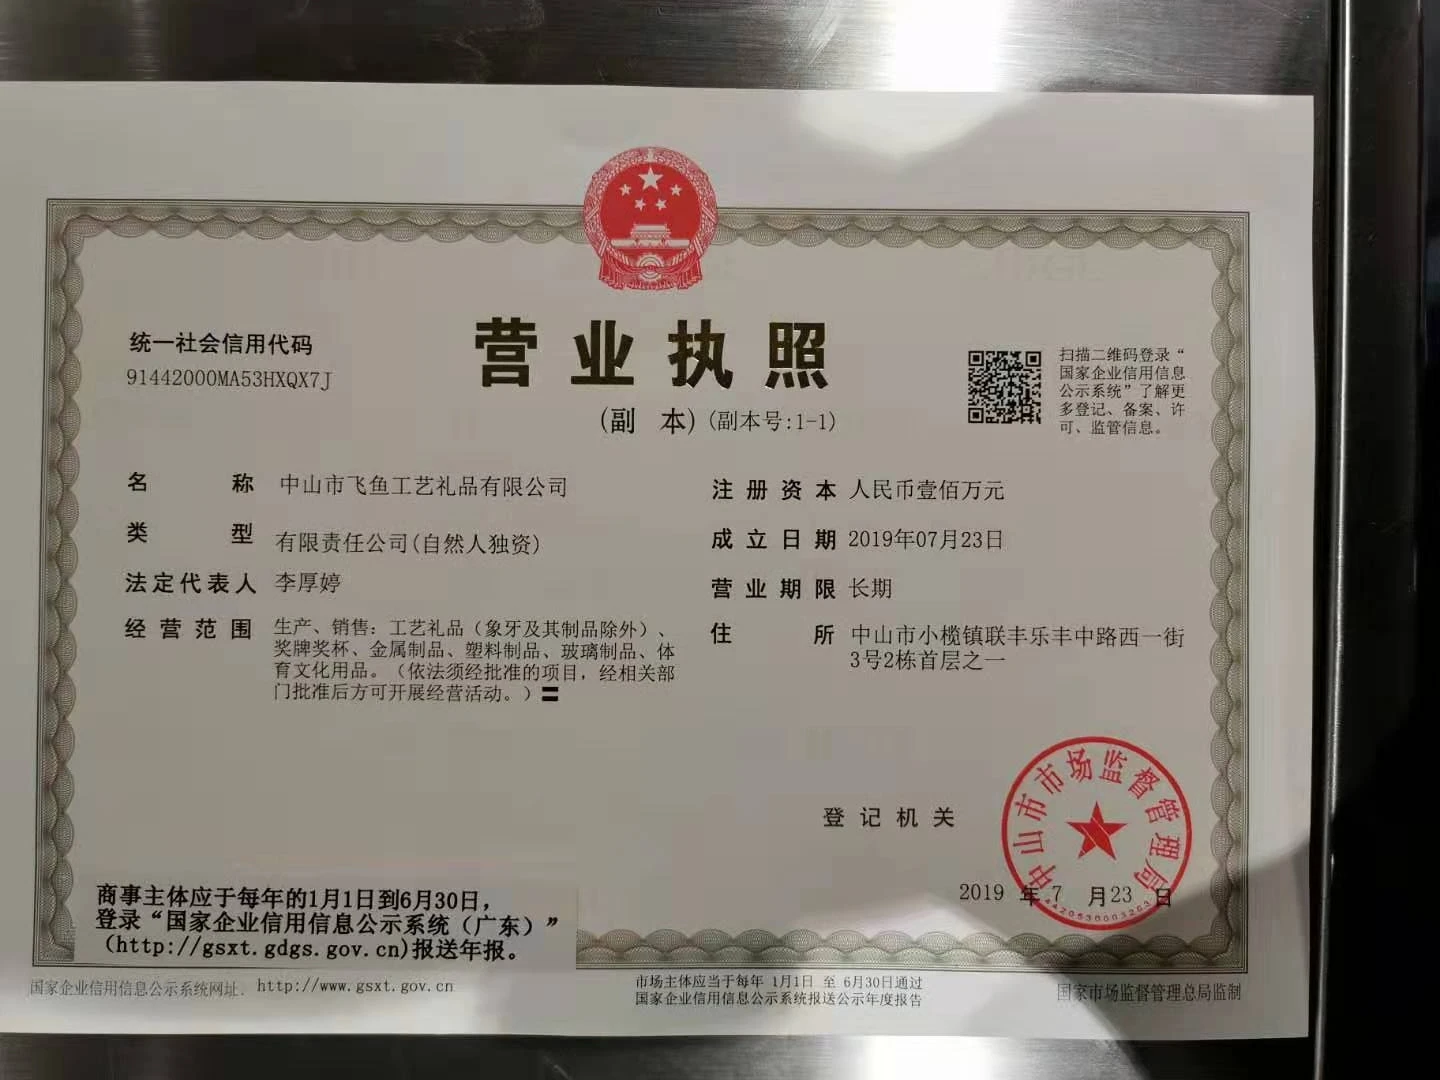 营业执照
(副 本) (副本号:1-1)
统一社会信用代码
91442000MA53HXQX7J
扫描二维码登录“
国家企业信用信息
公示系统”了解更
多登记、备案、许
可、监管信息。
名 称 中山市飞鱼工艺礼品有限公司
类 型 有限责任公司(自然人独资)
法定代表人 李厚婷
经营范围 生产、销售:工艺礼品（象牙及其制品除外）、
奖牌奖杯、金属制品、塑料制品、玻璃制品、体
育文化用品。（依法须经批准的项目，经相关部
门批准后方可开展经营活动。）〓
注册资本 人民币壹佰万元
成立日期 2019年07月23日
营业期限 长期
住 所 中山市小榄镇联丰乐丰中路西一街
3号2栋首层之一
登记机关
中山市市场监督管理局
2019 年 7 月 23 日
商事主体应于每年的1月1日到6月30日，
登录“国家企业信用信息公示系统（广东）”
(http://gsxt.gdgs.gov.cn)报送年报。
国家企业信用信息公示系统网址. http://www.gsxt.gov.cn
市场主体应当于每年 1月1日 至 6月30日通过
国家企业信用信息公示系统报送公示年度报告
国家市场监督管理总局监制